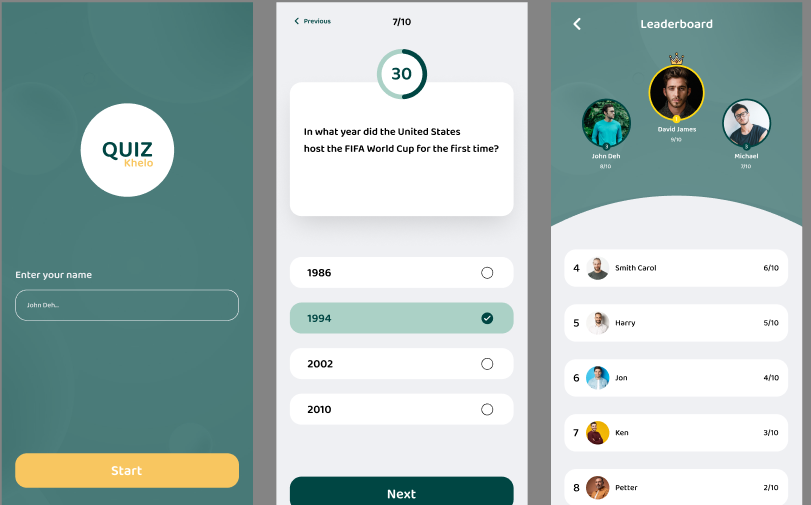 QUIZ
Khelo
Enter your name
John Deh..
Start
Previous
7/10
30
In what year did the United States
host the FIFA World Cup for the first time?
1986
1994
2002
2010
Next
Leaderboard
David James
9/10
John Deh
8/10
Michael
7/10
4 Smith Carol 6/10
5 Harry 5/10
6 Jon 4/10
7 Ken 3/10
8 Petter 2/10